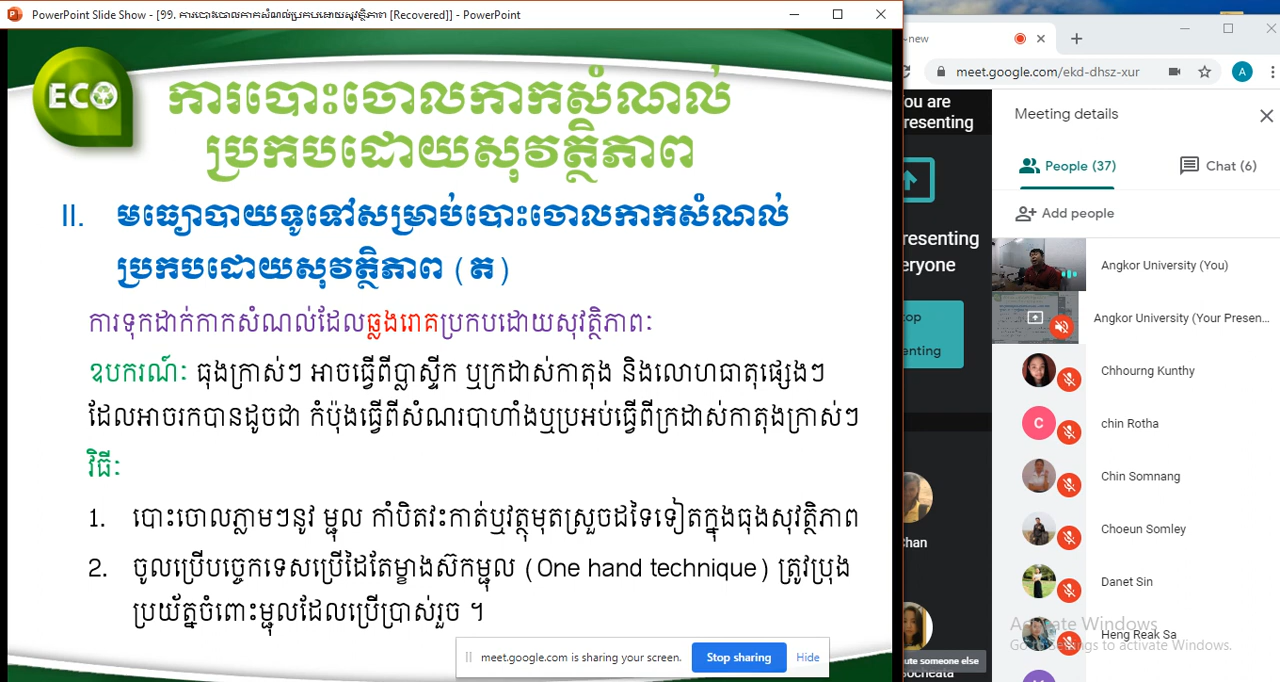 PowerPoint Slide Show - [99. ការបោះចោលកាកសំណល់ប្រកបដោយសុវត្ថិភាព [Recovered]] - PowerPoint
ECO
ការបោះចោលកាកសំណល់
ប្រកបដោយសុវត្ថិភាព
II. មធ្យោបាយទូទៅសម្រាប់បោះចោលកាកសំណល់
ប្រកបដោយសុវត្ថិភាព (ត)
ការទុកដាក់កាកសំណល់ដែលឆ្លងរោគប្រកបដោយសុវត្ថិភាពៈ
ឧបករណ៍ៈ ធុងក្រាស់ៗ អាចធ្វើពីប្លាស្ទីក ឬក្រដាស់កាតុង និងលោហធាតុផ្សេងៗ
ដែលអាចរកបានដូចជា កំប៉ុងធ្វើពីសំណរបាហាំងឬប្រអប់ធ្វើពីក្រដាស់កាតុងក្រាស់ៗ
វិធីៈ
1. បោះចោលភ្លាមៗនូវ ម្ជុល កាំបិតវះកាត់ឬវត្ថុមុតស្រួចដទៃទៀតក្នុងធុងសុវត្ថិភាព
2. ចូលប្រើបច្ចេកទេសប្រើដៃតែម្ខាងស៊កម្ជុល (One hand technique) ត្រូវប្រុង
ប្រយ័ត្នចំពោះម្ជុលដែលប្រើប្រាស់រួច ។
meet.google.com is sharing your screen. Stop sharing Hide
-new
meet.google.com/ekd-dhsz-xur
A
ou are
resenting
resenting
eryone
top
enting
Chan
ute someone else
ocheata
Meeting details
People (37) Chat (6)
Add people
Angkor University (You)
Angkor University (Your Presen...
Chhourng Kunthy
C chin Rotha
Chin Somnang
Choeun Somley
Danet Sin
Heng Reak Sa
Activate Windows
Go to Settings to activate Windows.